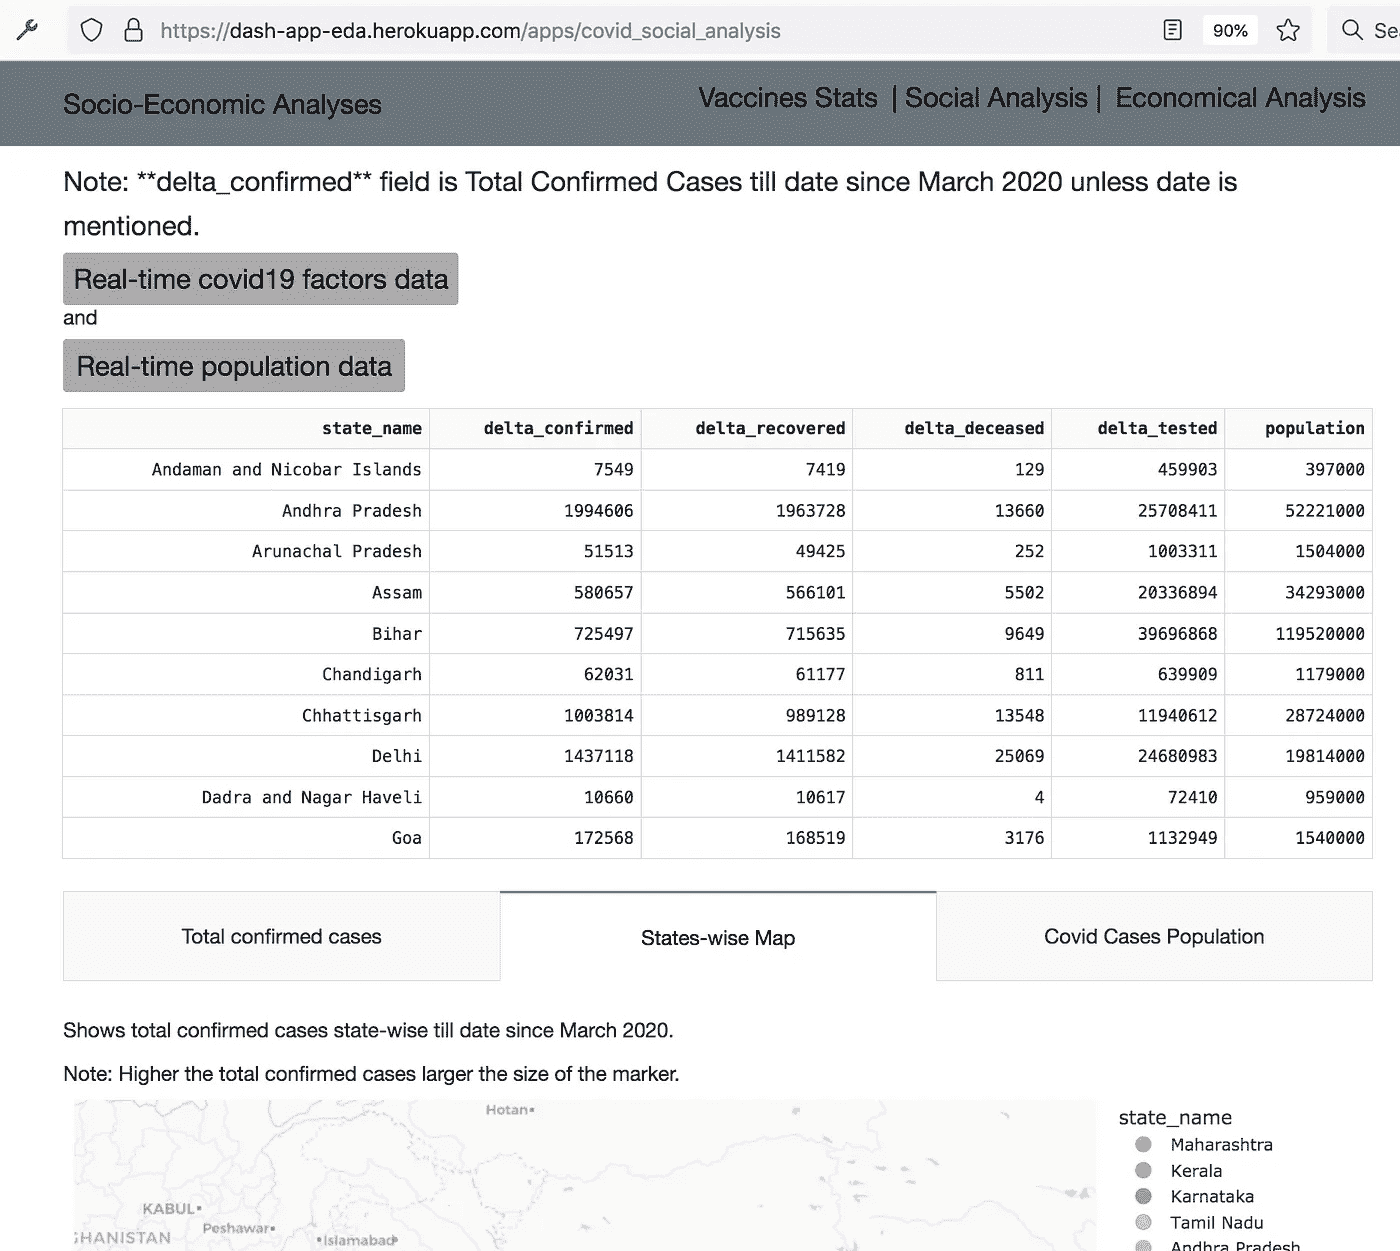 https://dash-app-eda.herokuapp.com/apps/covid_social_analysis 90% Se
Socio-Economic Analyses Vaccines Stats | Social Analysis | Economical Analysis
Note: **delta_confirmed** field is Total Confirmed Cases till date since March 2020 unless date is
mentioned.
Real-time covid19 factors data
and
Real-time population data
state_name delta_confirmed delta_recovered delta_deceased delta_tested population
Andaman and Nicobar Islands 7549 7419 129 459903 397000
Andhra Pradesh 1994606 1963728 13660 25708411 52221000
Arunachal Pradesh 51513 49425 252 1003311 1504000
Assam 580657 566101 5502 20336894 34293000
Bihar 725497 715635 9649 39696868 119520000
Chandigarh 62031 61177 811 639909 1179000
Chhattisgarh 1003814 989128 13548 11940612 28724000
Delhi 1437118 1411582 25069 24680983 19814000
Dadra and Nagar Haveli 10660 10617 4 72410 959000
Goa 172568 168519 3176 1132949 1540000
Total confirmed cases States-wise Map Covid Cases Population
Shows total confirmed cases state-wise till date since March 2020.
Note: Higher the total confirmed cases larger the size of the marker.
Hotan
KABUL
Peshawar
GHANISTAN
Islamabad
state_name
Maharashtra
Kerala
Karnataka
Tamil Nadu
Andhra Pradesh